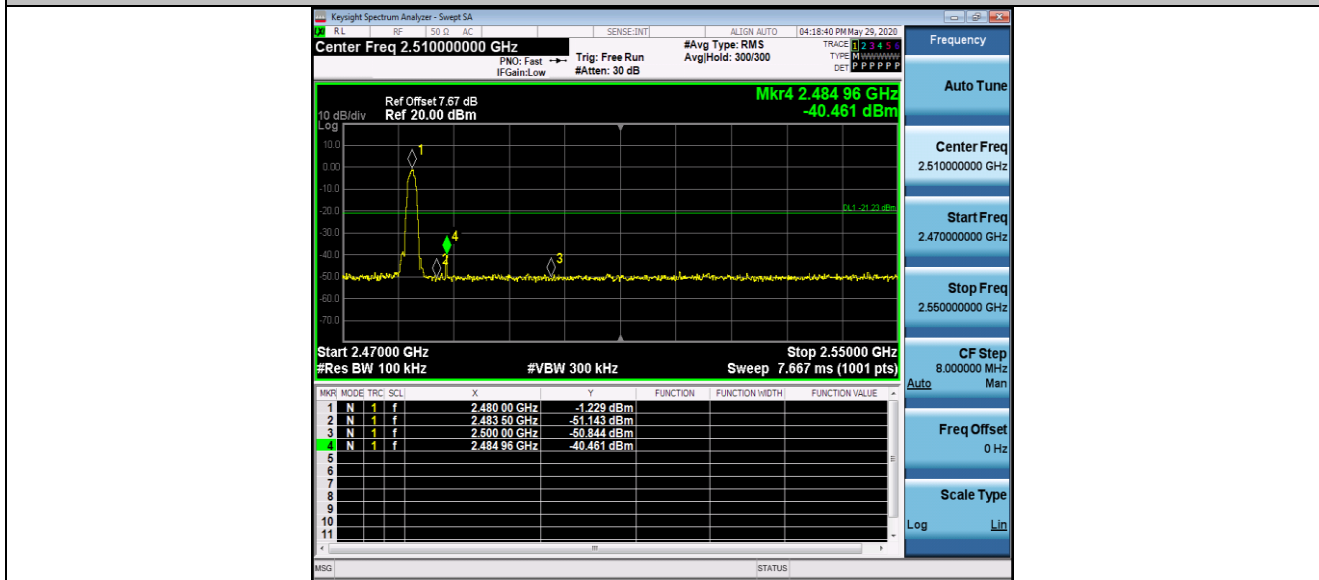 Keysight Spectrum Analyzer - Swept SA
RL RF 50 Ω AC SENSE:INT ALIGN AUTO 04:18:40 PM May 29, 2020
Center Freq 2.510000000 GHz
PNO: Fast
IFGain:Low
Trig: Free Run
#Atten: 30 dB
#Avg Type: RMS
Avg|Hold: 300/300
TRACE 1 2 3 4 5 6
TYPE M WWWWW
DET P P P P P P
Mkr4 2.484 96 GHz
-40.461 dBm
Ref Offset 7.67 dB
10 dB/div Ref 20.00 dBm
Log
10.0
0.00
-10.0
-20.0
-30.0
-40.0
-50.0
-60.0
-70.0
1
4
3
DL1 -21.23 dBm
Start 2.47000 GHz Stop 2.55000 GHz
#Res BW 100 kHz #VBW 300 kHz Sweep 7.667 ms (1001 pts)
MKR MODE TRC SCL X Y FUNCTION FUNCTION WIDTH FUNCTION VALUE
1 N 1 f 2.480 00 GHz -1.229 dBm
2 N 1 f 2.483 50 GHz -51.143 dBm
3 N 1 f 2.500 00 GHz -50.844 dBm
4 N 1 f 2.484 96 GHz -40.461 dBm
5
6
7
8
9
10
11
MSG STATUS
Frequency
Auto Tune
Center Freq
2.510000000 GHz
Start Freq
2.470000000 GHz
Stop Freq
2.550000000 GHz
CF Step
8.000000 MHz
Auto Man
Freq Offset
0 Hz
Scale Type
Log Lin